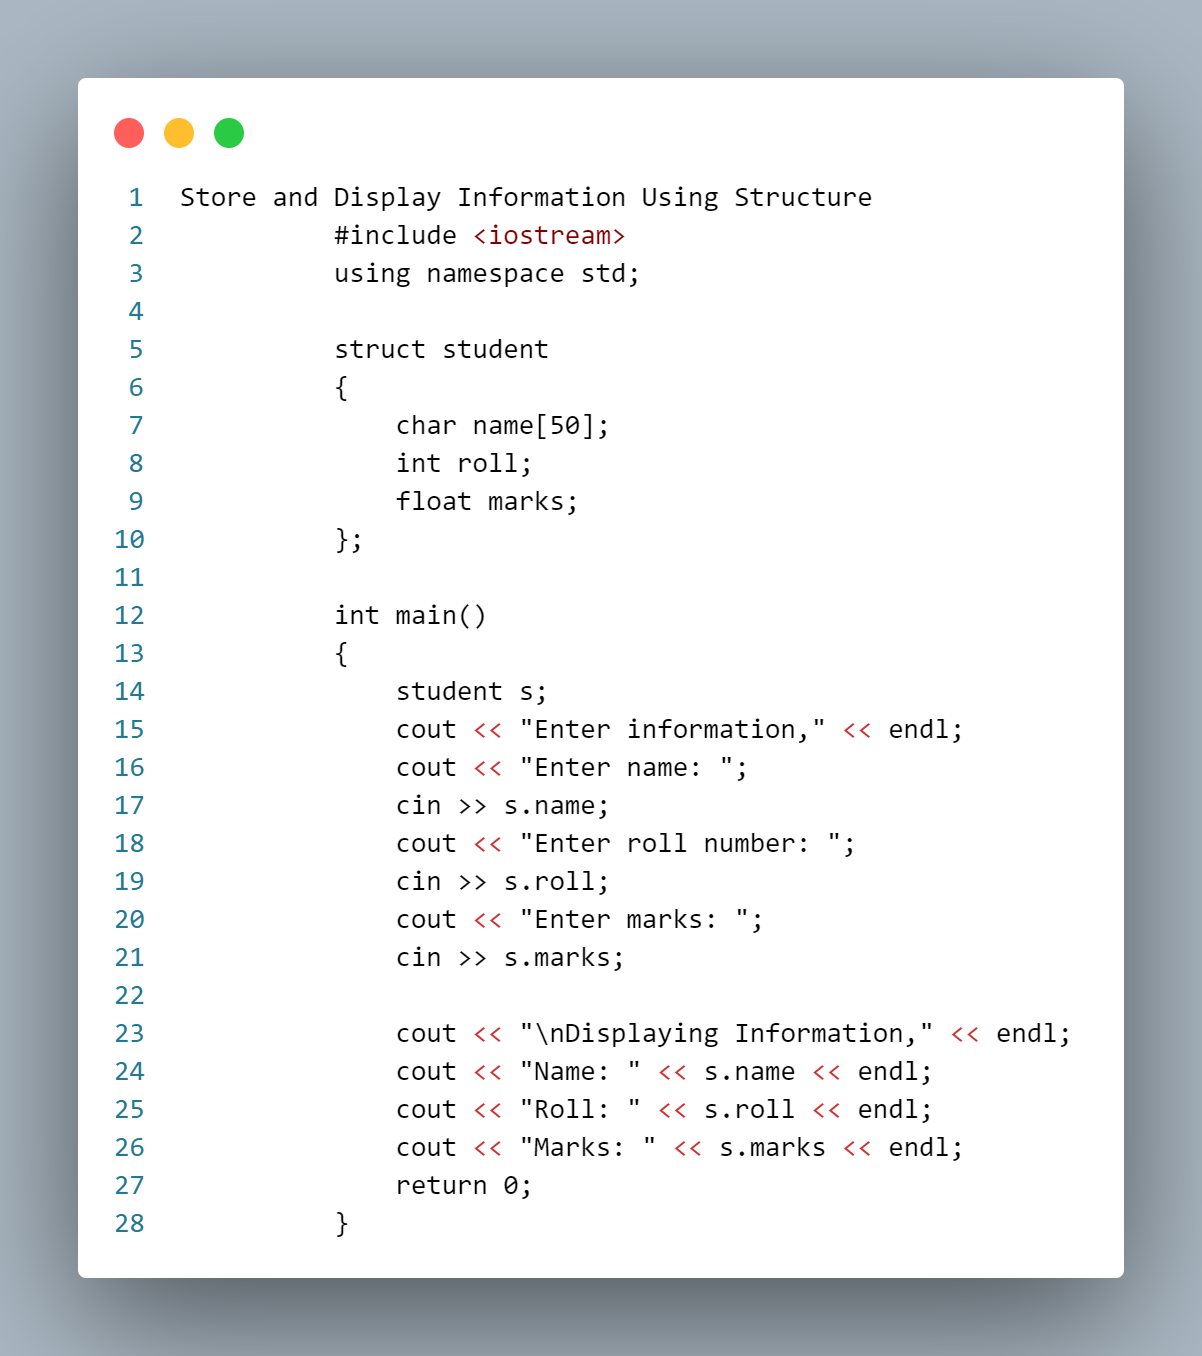 1 Store and Display Information Using Structure
2 #include <iostream>
3 using namespace std;
4
5 struct student
6 {
7 char name[50];
8 int roll;
9 float marks;
10 };
11
12 int main()
13 {
14 student s;
15 cout << "Enter information," << endl;
16 cout << "Enter name: ";
17 cin >> s.name;
18 cout << "Enter roll number: ";
19 cin >> s.roll;
20 cout << "Enter marks: ";
21 cin >> s.marks;
22
23 cout << "\nDisplaying Information," << endl;
24 cout << "Name: " << s.name << endl;
25 cout << "Roll: " << s.roll << endl;
26 cout << "Marks: " << s.marks << endl;
27 return 0;
28 }